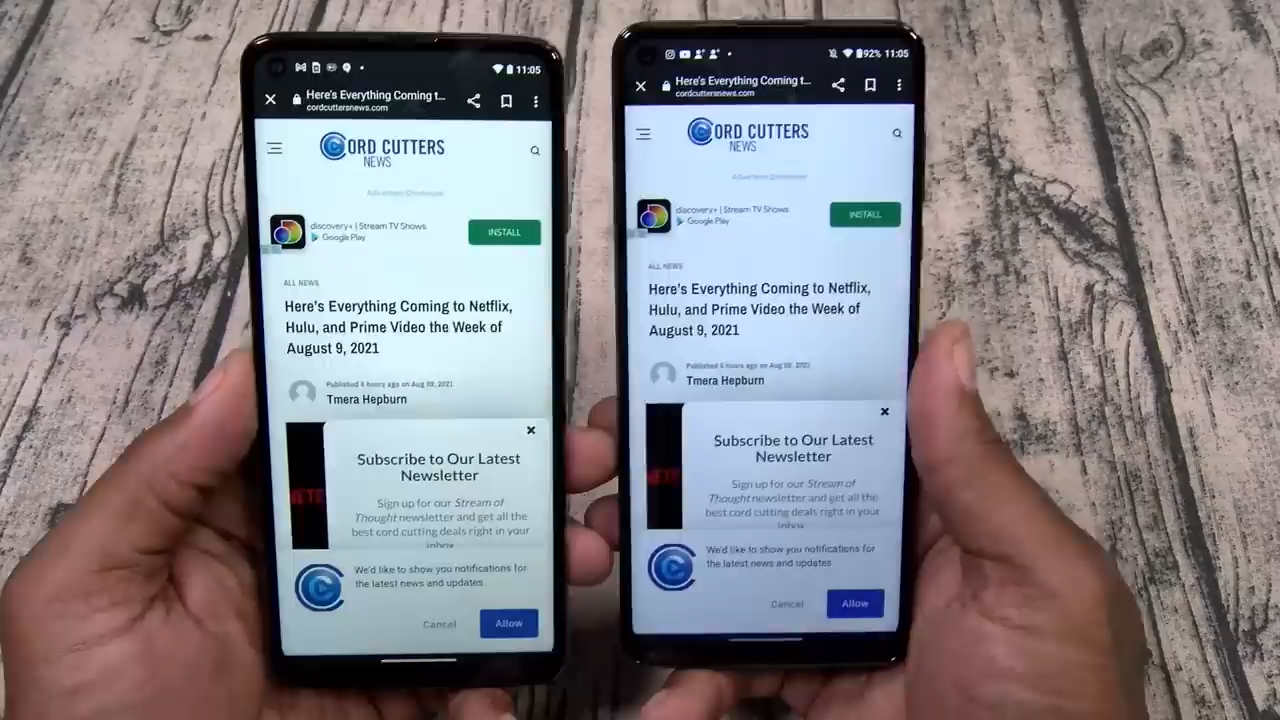 11:05
Here's Everything Coming t...
cordcuttersnews.com
CORD CUTTERS
NEWS
discovery+ | Stream TV Shows
Google Play
INSTALL
ALL NEWS
Here's Everything Coming to Netflix,
Hulu, and Prime Video the Week of
August 9, 2021
Published 6 hours ago on Aug 08, 2021
Tmera Hepburn
NETF
Subscribe to Our Latest
Newsletter
Sign up for our Stream of
Thought newsletter and get all the
best cord cutting deals right in your
inbox
We'd like to show you notifications for
the latest news and updates
Cancel
Allow
92% 11:05
Here's Everything Coming t...
cordcuttersnews.com
CORD CUTTERS
NEWS
discovery+ | Stream TV Shows
Google Play
INSTALL
ALL NEWS
Here's Everything Coming to Netflix,
Hulu, and Prime Video the Week of
August 9, 2021
Published 6 hours ago on Aug 08, 2021
Tmera Hepburn
NETF
Subscribe to Our Latest
Newsletter
Sign up for our Stream of
Thought newsletter and get all the
best cord cutting deals right in your
inbox
We'd like to show you notifications for
the latest news and updates
Cancel
Allow